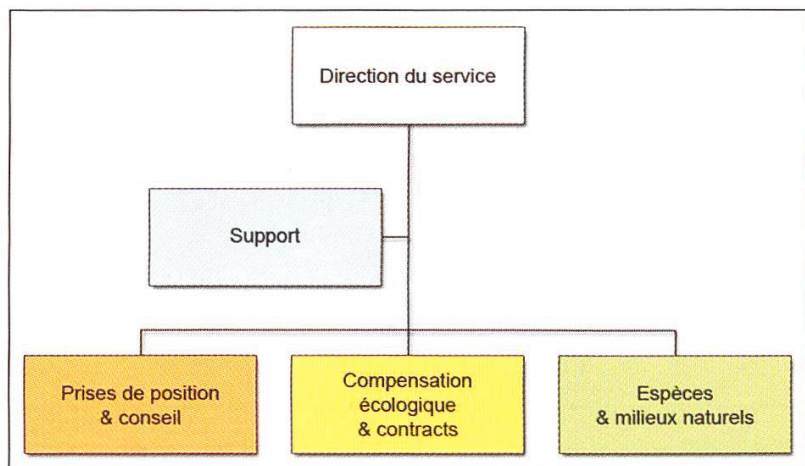 Direction du service
Support
Prises de position
& conseil
Compensation
écologique
& contracts
Espèces
& milieux naturels